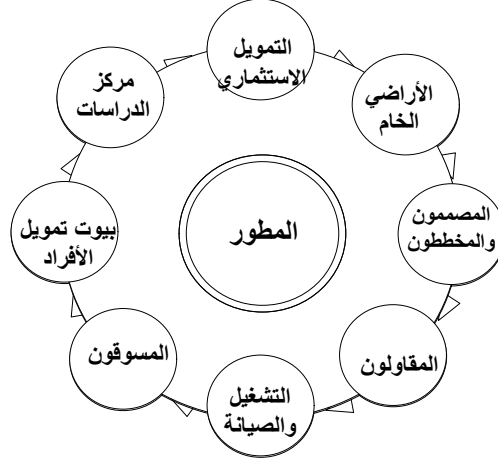 التمويل
الاستثماري
الأراضي
الخام
المصممون
والمخططون
المقاولون
التشغيل
والصيانة
المسوقون
بيوت تمويل
الأفراد
مركز
الدراسات
المطور